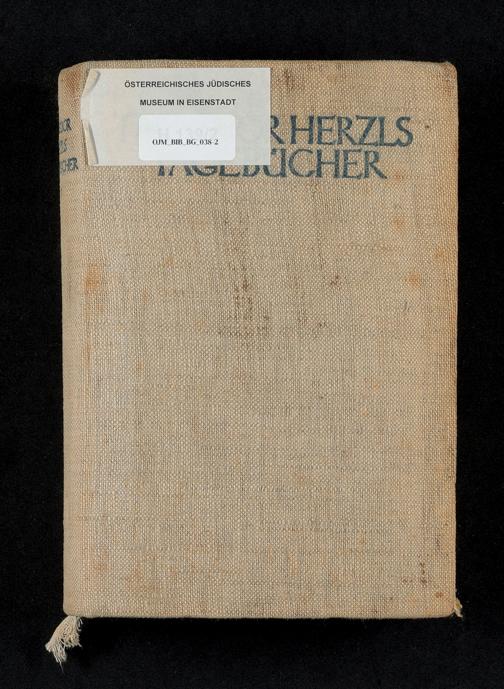 ÖSTERREICHISCHES JÜDISCHES
MUSEUM IN EISENSTADT
OJM_BIB_BG_038-2
R HERZLS
TAGEBÜCHER